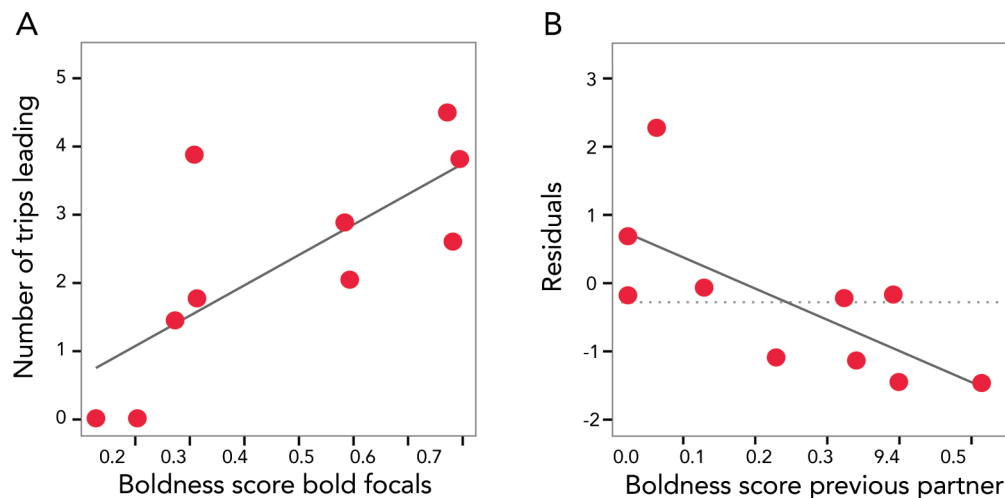 A
Number of trips leading
5
4
3
2
1
0
0.2 0.3 0.4 0.5 0.6 0.7
Boldness score bold focals
B
Residuals
3
2
1
0
-1
-2
0.0 0.1 0.2 0.3 9.4 0.5
Boldness score previous partner